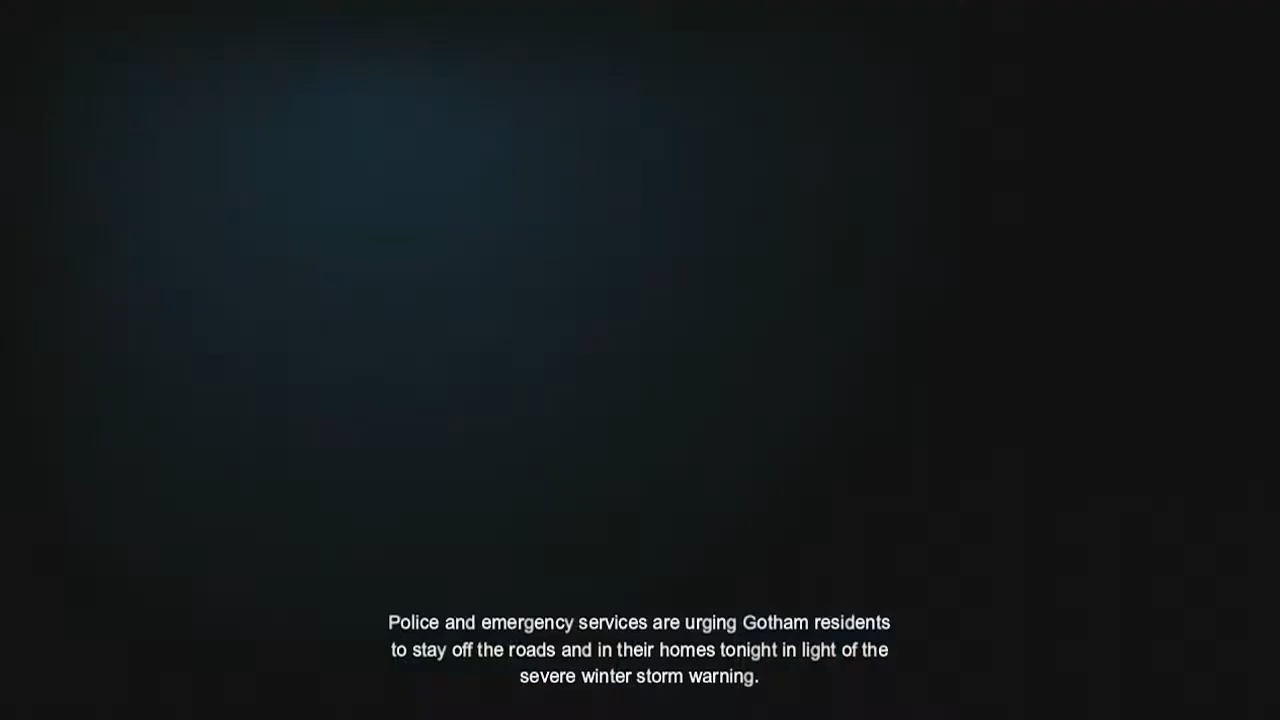 Police and emergency services are urging Gotham residents
to stay off the roads and in their homes tonight in light of the
severe winter storm warning.